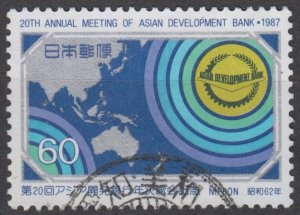 20TH ANNUAL MEETING OF ASIAN DEVELOPMENT BANK・1987
日本郵便
ASIAN DEVELOPMENT BANK
60
第20回アジア開発銀行年次総会記念 NIPPON 昭和62年